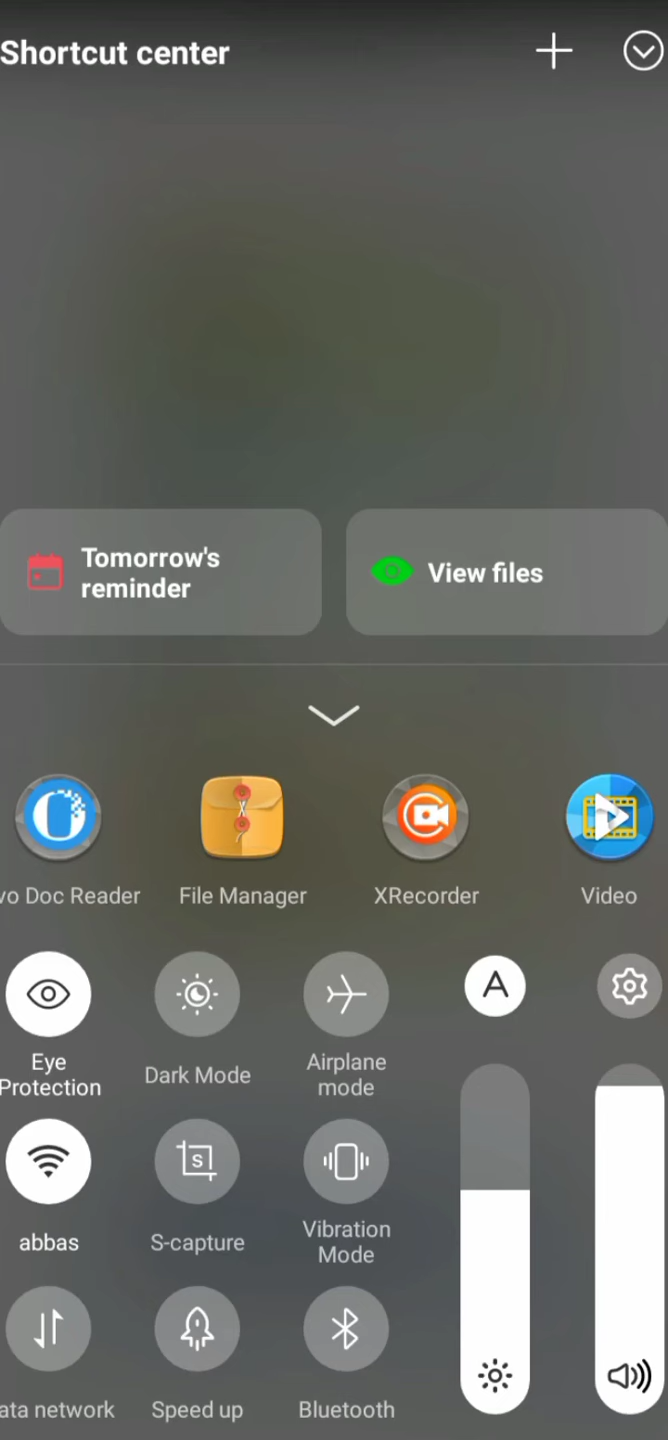 Shortcut center
Tomorrow's
reminder
View files
vo Doc Reader
File Manager
XRecorder
Video
A
Eye
Protection
Dark Mode
Airplane
mode
abbas
S
S-capture
Vibration
Mode
ata network
Speed up
Bluetooth